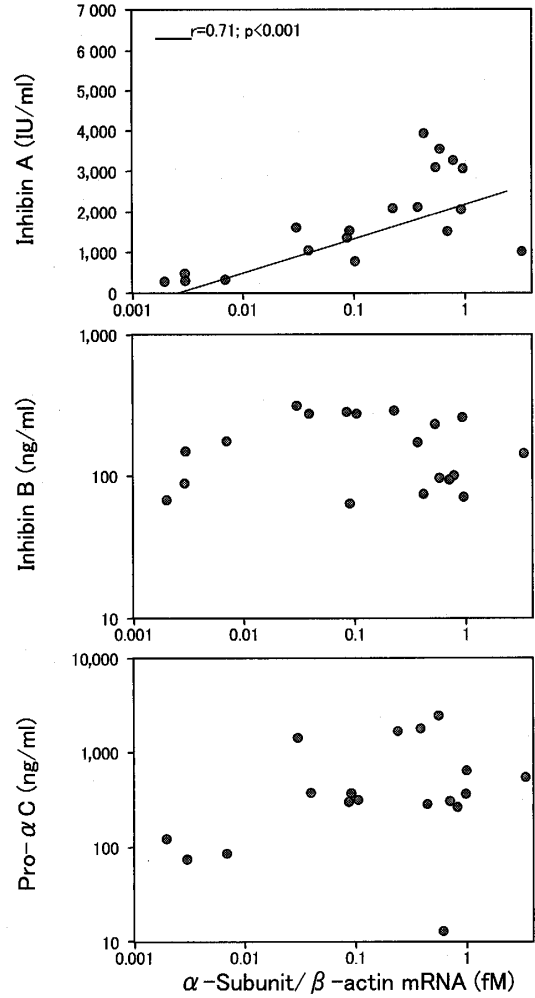 7 000
r=0.71; p<0.001
6,000
5,000
4,000
3,000
2,000
1,000
0
0.001 0.01 0.1 1
Inhibin A (IU/ml)
1,000
100
10
0.001 0.01 0.1 1
Inhibin B (ng/ml)
10,000
1,000
100
10
0.001 0.01 0.1 1
Pro-αC (ng/ml)
α-Subunit/β-actin mRNA (fM)